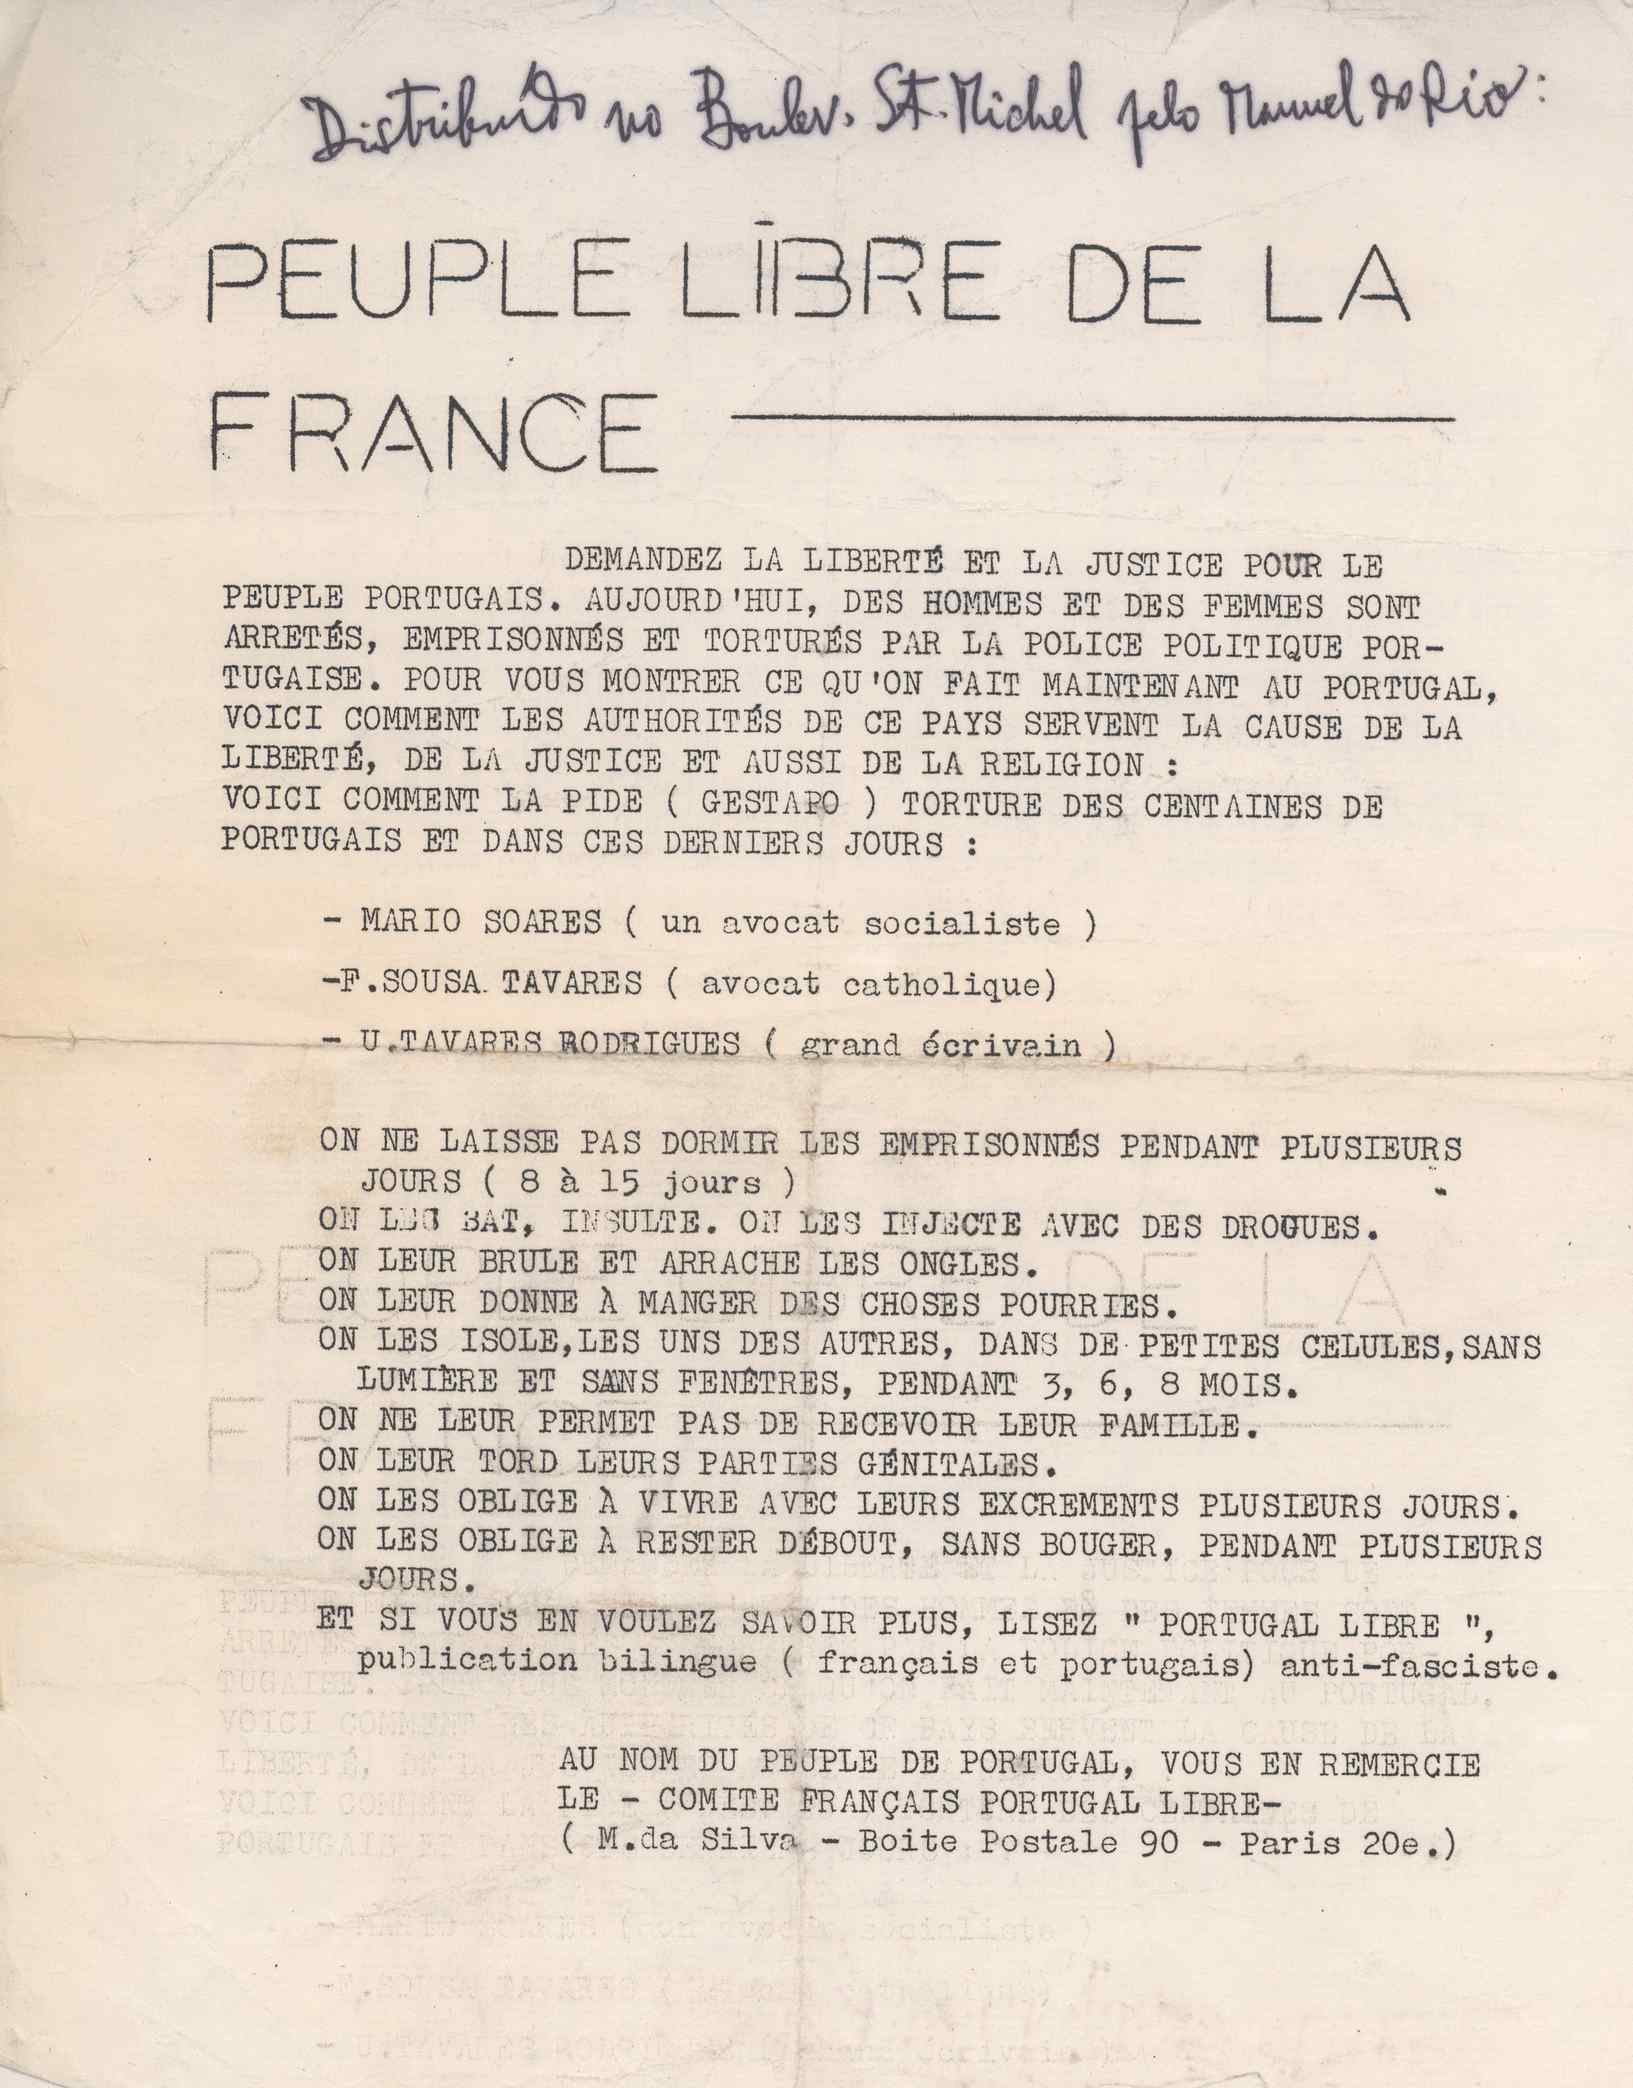 Distribuído no Boulev. St. Michel pelo Manuel do Rio:
PEUPLE LIBRE DE LA
FRANCE
DEMANDEZ LA LIBERTÉ ET LA JUSTICE POUR LE
PEUPLE PORTUGAIS. AUJOURD'HUI, DES HOMMES ET DES FEMMES SONT
ARRETÉS, EMPRISONNÉS ET TORTURÉS PAR LA POLICE POLITIQUE POR-
TUGAISE. POUR VOUS MONTRER CE QU'ON FAIT MAINTENANT AU PORTUGAL,
VOICI COMMENT LES AUTHORITÉS DE CE PAYS SERVENT LA CAUSE DE LA
LIBERTÉ, DE LA JUSTICE ET AUSSI DE LA RELIGION :
VOICI COMMENT LA PIDE ( GESTAPO ) TORTURE DES CENTAINES DE
PORTUGAIS ET DANS CES DERNIERS JOURS :
- MARIO SOARES ( un avocat socialiste )
-F.SOUSA TAVARES ( avocat catholique)
- U.TAVARES RODRIGUES ( grand écrivain )
ON NE LAISSE PAS DORMIR LES EMPRISONNÉS PENDANT PLUSIEURS
JOURS ( 8 à 15 jours )
ON LES BAT, INSULTE. ON LES INJECTE AVEC DES DROGUES.
ON LEUR BRULE ET ARRACHE LES ONGLES.
ON LEUR DONNE À MANGER DES CHOSES POURRIES.
ON LES ISOLE,LES UNS DES AUTRES, DANS DE PETITES CELULES,SANS
LUMIÈRE ET SANS FENÊTRES, PENDANT 3, 6, 8 MOIS.
ON NE LEUR PERMET PAS DE RECEVOIR LEUR FAMILLE.
ON LEUR TORD LEURS PARTIES GÉNITALES.
ON LES OBLIGE À VIVRE AVEC LEURS EXCREMENTS PLUSIEURS JOURS.
ON LES OBLIGE À RESTER DÉBOUT, SANS BOUGER, PENDANT PLUSIEURS
JOURS.
ET SI VOUS EN VOULEZ SAVOIR PLUS, LISEZ " PORTUGAL LIBRE ",
publication bilingue ( français et portugais) anti-fasciste.
AU NOM DU PEUPLE DE PORTUGAL, VOUS EN REMERCIE
LE - COMITE FRANÇAIS PORTUGAL LIBRE-
( M.da Silva - Boite Postale 90 - Paris 20e.)